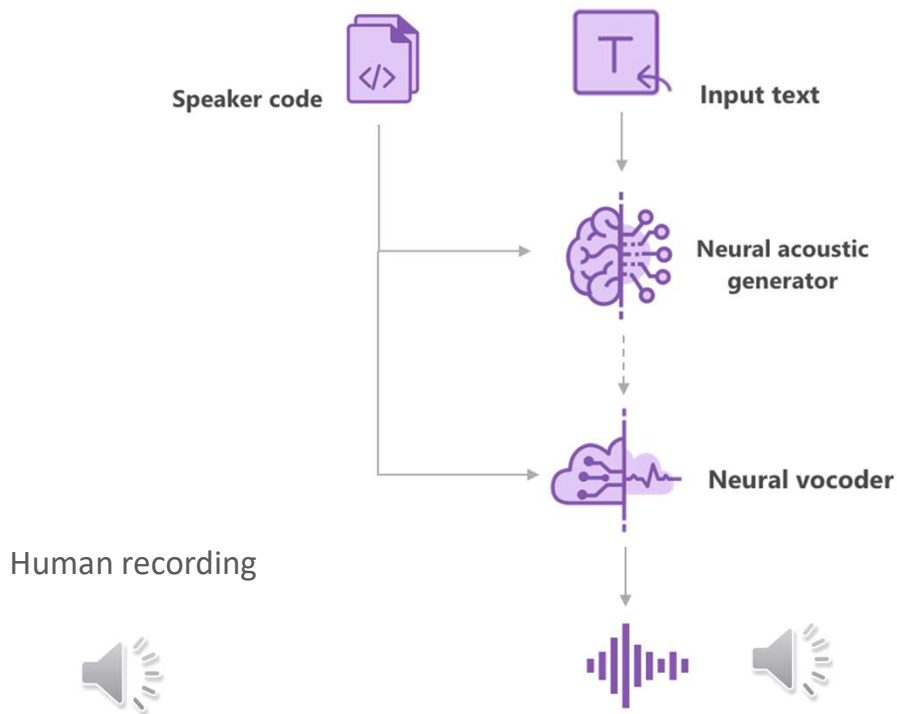 Speaker code
Input text
Neural acoustic
generator
Neural vocoder
Human recording